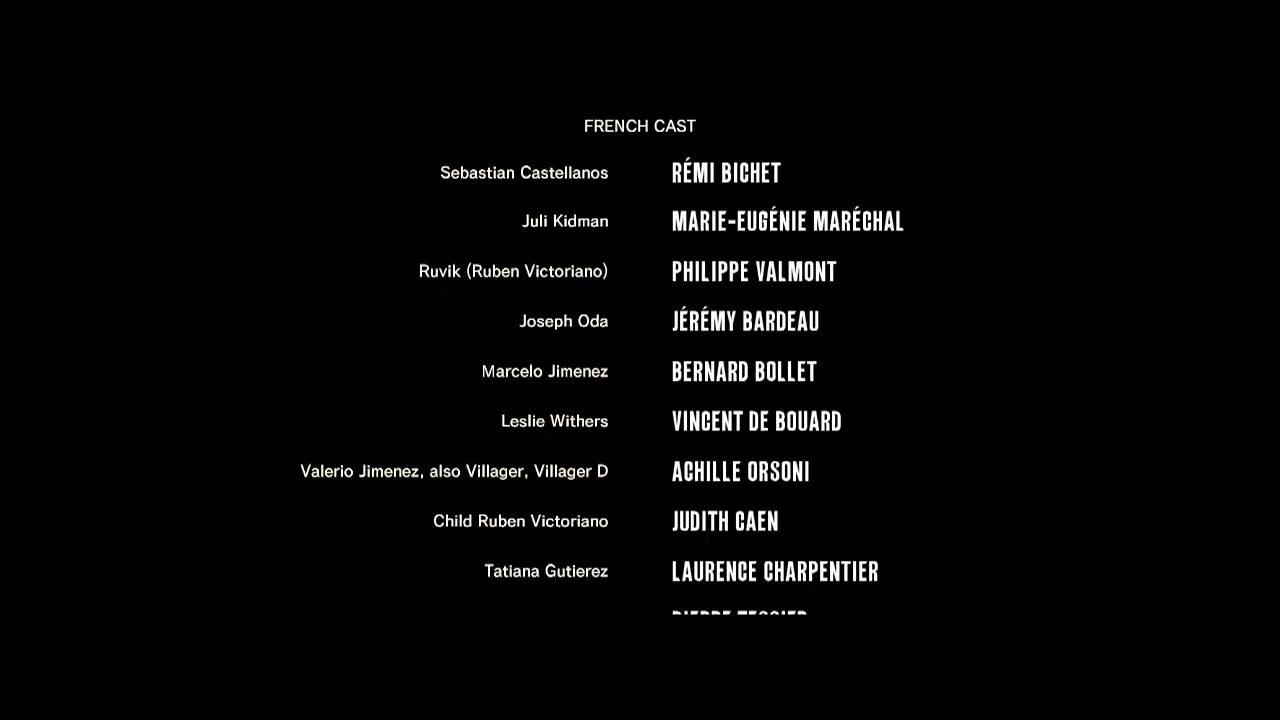 FRENCH CAST
Sebastian Castellanos RÉMI BICHET
Juli Kidman MARIE-EUGÉNIE MARÉCHAL
Ruvik (Ruben Victoriano) PHILIPPE VALMONT
Joseph Oda JÉRÉMY BARDEAU
Marcelo Jimenez BERNARD BOLLET
Leslie Withers VINCENT DE BOUARD
Valerio Jimenez, also Villager, Villager D ACHILLE ORSONI
Child Ruben Victoriano JUDITH CAEN
Tatiana Gutierez LAURENCE CHARPENTIER